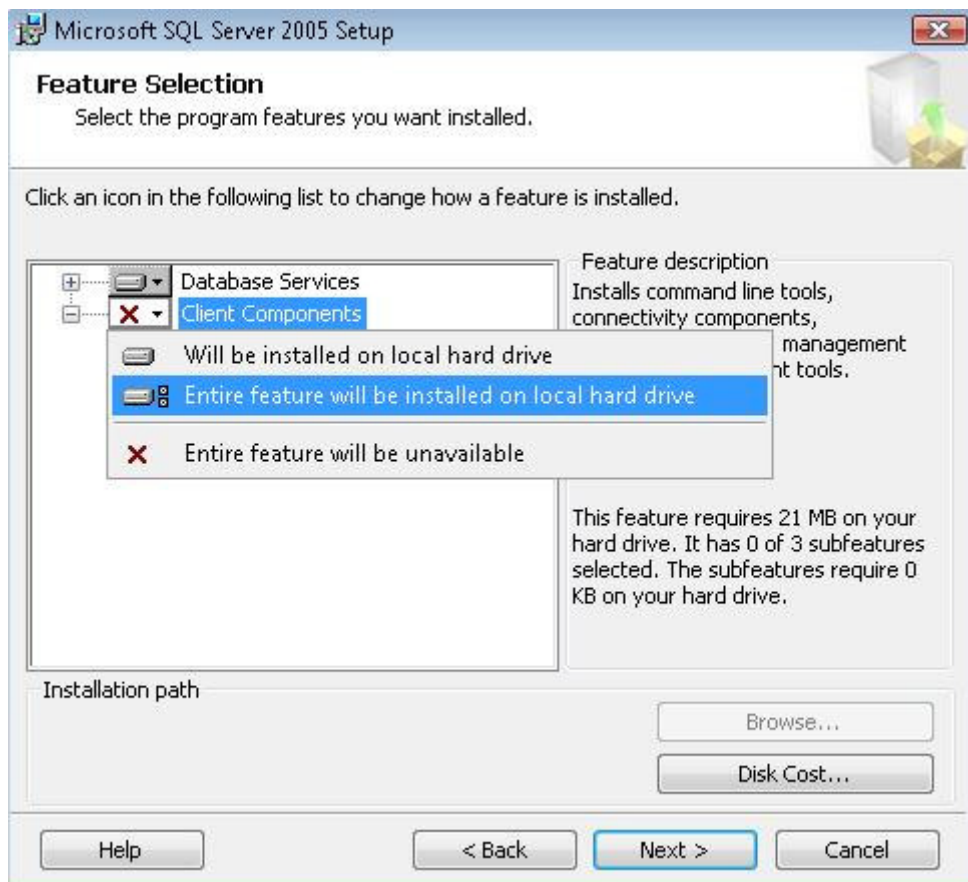 Microsoft SQL Server 2005 Setup
Feature Selection
Select the program features you want installed.
Click an icon in the following list to change how a feature is installed.
Database Services
Client Components
Will be installed on local hard drive
Entire feature will be installed on local hard drive
Entire feature will be unavailable
Feature description
Installs command line tools,
connectivity components,
management
tools.
This feature requires 21 MB on your
hard drive. It has 0 of 3 subfeatures
selected. The subfeatures require 0
KB on your hard drive.
Installation path
Browse...
Disk Cost...
Help
< Back
Next >
Cancel